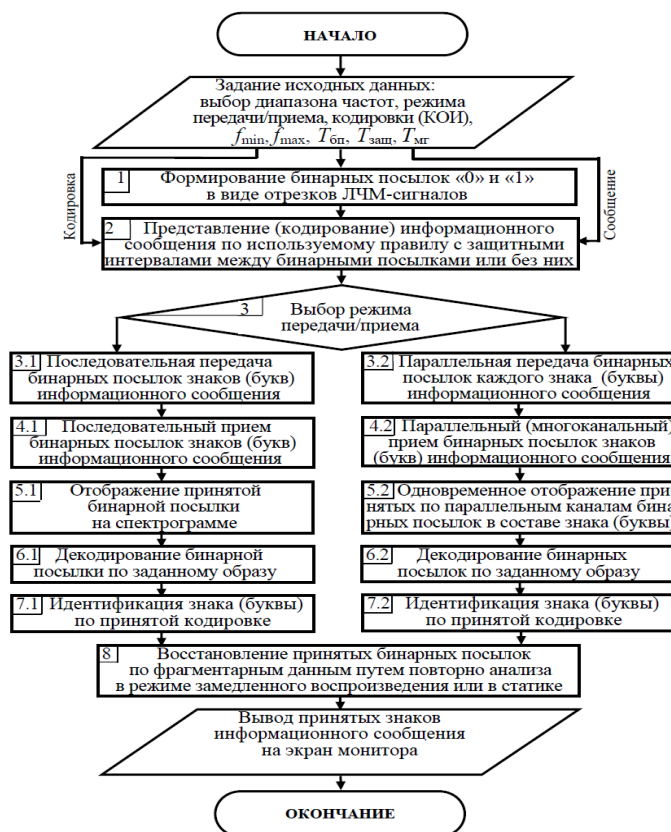 НАЧАЛО
Задание исходных данных:
выбор диапазона частот, режима
передачи/приема, кодировки (КОИ),
fmin, fmax, Tбп, Tзащ, Tмг
Кодировка
Сообщение
1 Формирование бинарных посылок «0» и «1»
в виде отрезков ЛЧМ-сигналов
2 Представление (кодирование) информационного
сообщения по используемому правилу с защитными
интервалами между бинарными посылками или без них
3 Выбор режима
передачи/приема
3.1 Последовательная передача
бинарных посылок знаков (букв)
информационного сообщения
3.2 Параллельная передача бинарных
посылок каждого знака (буквы)
информационного сообщения
4.1 Последовательный прием
бинарных посылок знаков (букв)
информационного сообщения
4.2 Параллельный (многоканальный)
прием бинарных посылок знаков
(букв) информационного сообщения
5.1 Отображение принятой
бинарной посылки
на спектрограмме
5.2 Одновременное отображение при
нятых по параллельным каналам бина
рных посылок в составе знака (буквы)
6.1 Декодирование бинарной
посылки по заданному образу
6.2 Декодирование бинарных
посылок по заданному образу
7.1 Идентификация знака (буквы)
по принятой кодировке
7.2 Идентификация знака (буквы)
по принятой кодировке
8 Восстановление принятых бинарных посылок
по фрагментарным данным путем повторно анализа
в режиме замедленного воспроизведения или в статике
Вывод принятых знаков
информационного сообщения
на экран монитора
ОКОНЧАНИЕ